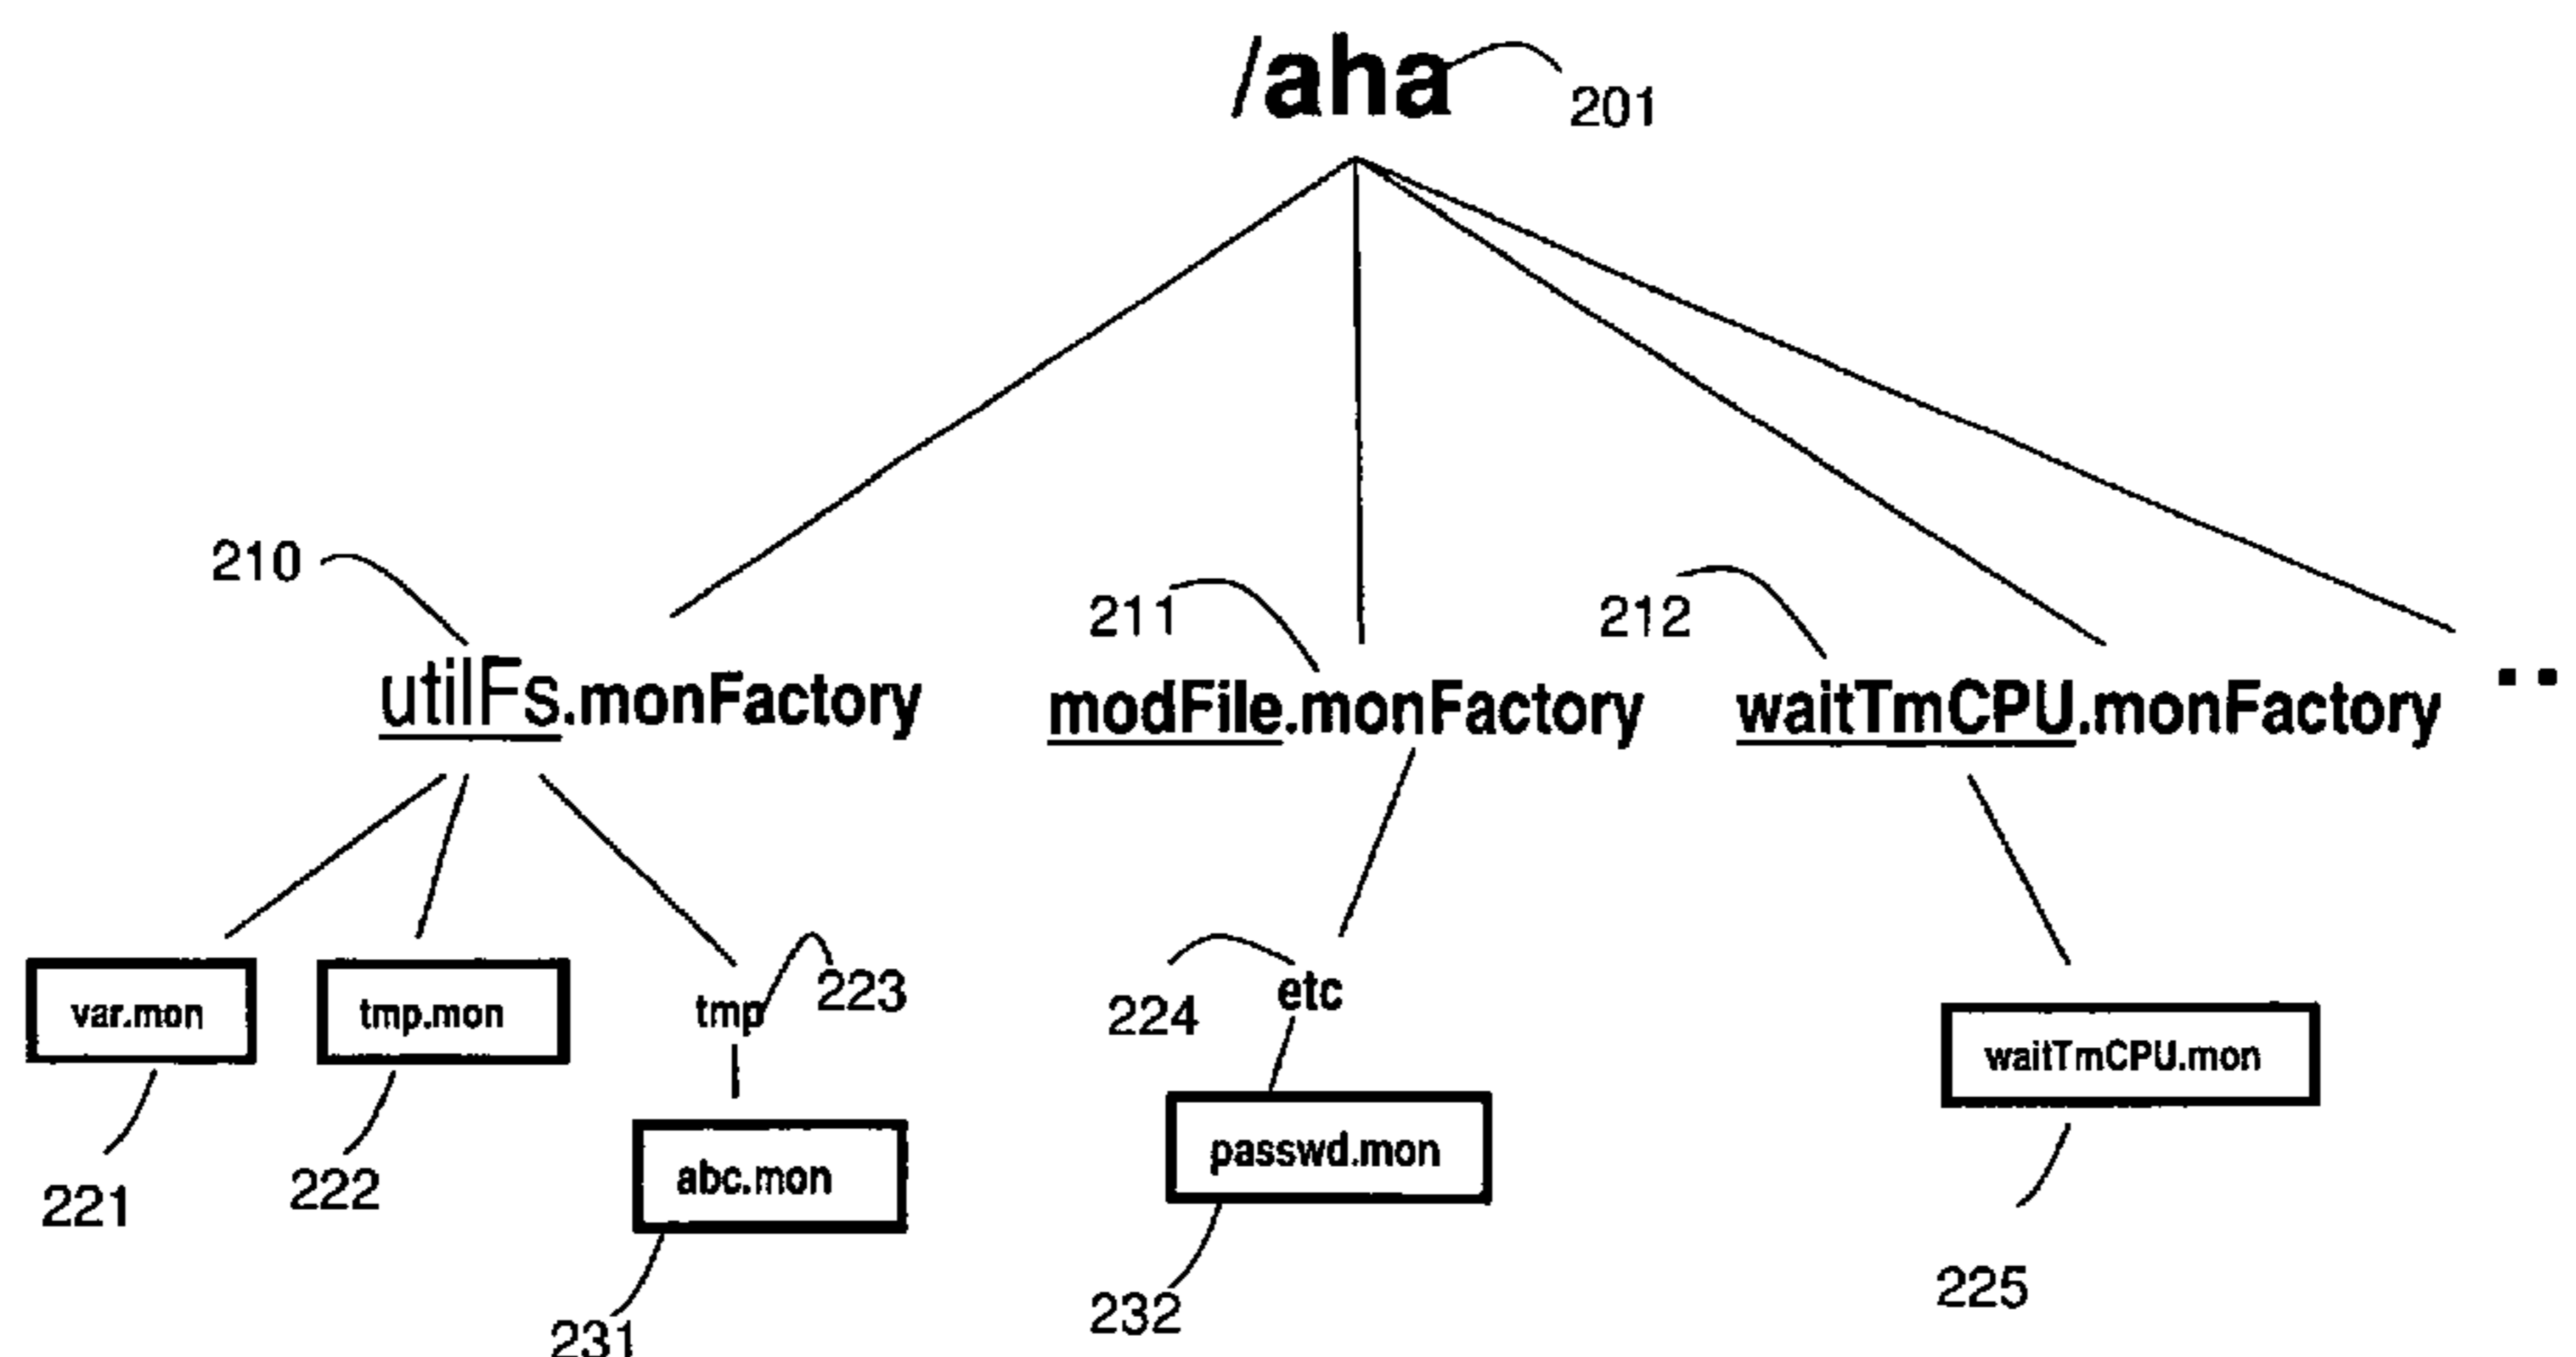 /aha
201
210
211
212
utilFs.monFactory
modFile.monFactory
waitTmCPU.monFactory
..
var.mon
tmp.mon
tmp
223
224
etc
waitTmCPU.mon
221
222
abc.mon
passwd.mon
231
232
225